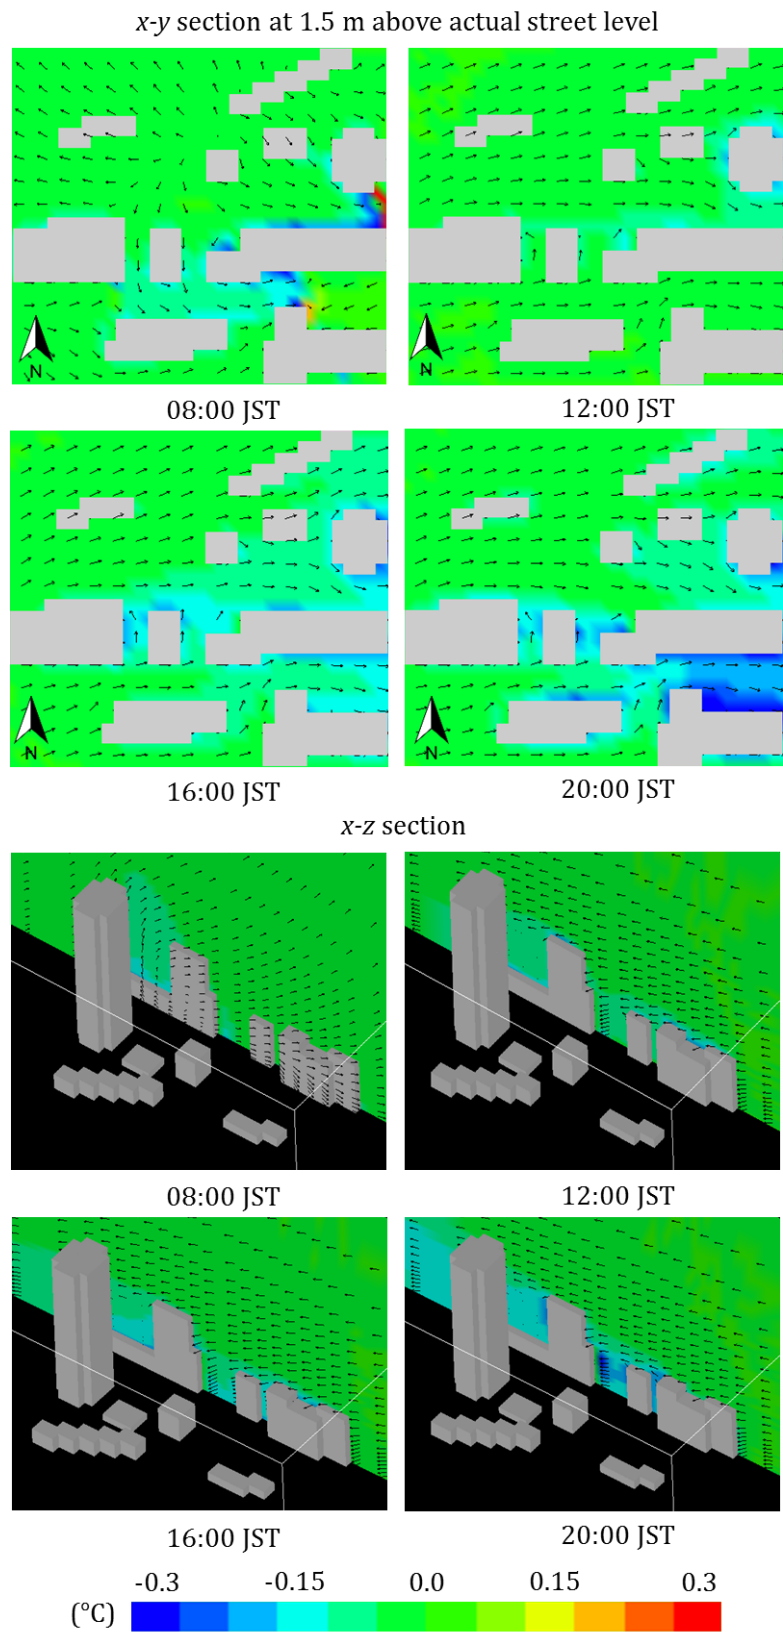 x-y section at 1.5 m above actual street level
N
N
08:00 JST
12:00 JST
N
N
16:00 JST
20:00 JST
x-z section
08:00 JST
12:00 JST
16:00 JST
20:00 JST
-0.3 -0.15 0.0 0.15 0.3
(°C)